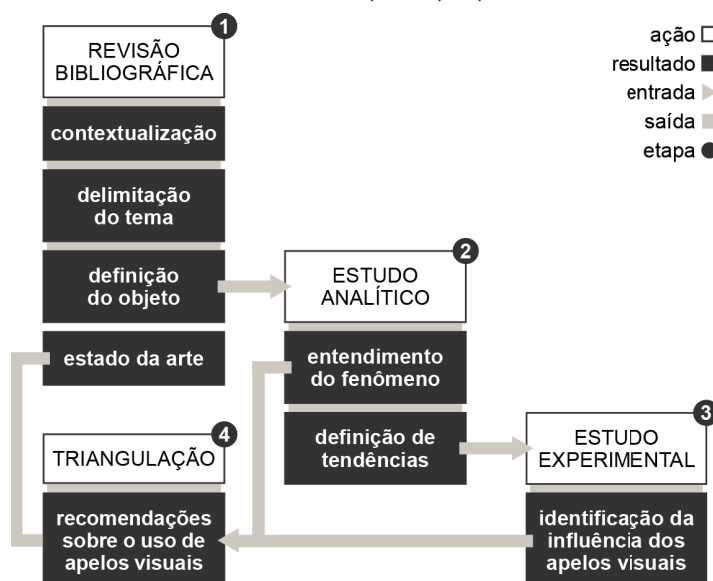 1
REVISÃO
BIBLIOGRÁFICA
contextualização
delimitação
do tema
definição
do objeto
estado da arte
ação
resultado
entrada
saída
etapa
2
ESTUDO
ANALÍTICO
entendimento
do fenômeno
definição de
tendências
3
ESTUDO
EXPERIMENTAL
identificação da
influência dos
apelos visuais
4
TRIANGULAÇÃO
recomendações
sobre o uso de
apelos visuais